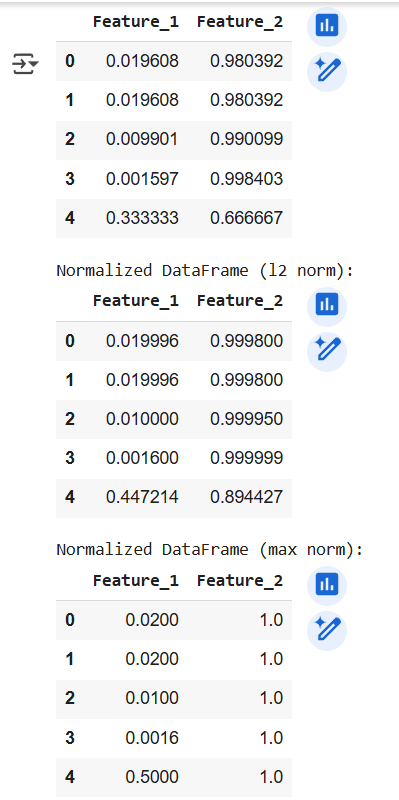 Feature_1 Feature_2
0 0.019608 0.980392
1 0.019608 0.980392
2 0.009901 0.990099
3 0.001597 0.998403
4 0.333333 0.666667
Normalized DataFrame (l2 norm):
Feature_1 Feature_2
0 0.019996 0.999800
1 0.019996 0.999800
2 0.010000 0.999950
3 0.001600 0.999999
4 0.447214 0.894427
Normalized DataFrame (max norm):
Feature_1 Feature_2
0 0.0200 1.0
1 0.0200 1.0
2 0.0100 1.0
3 0.0016 1.0
4 0.5000 1.0